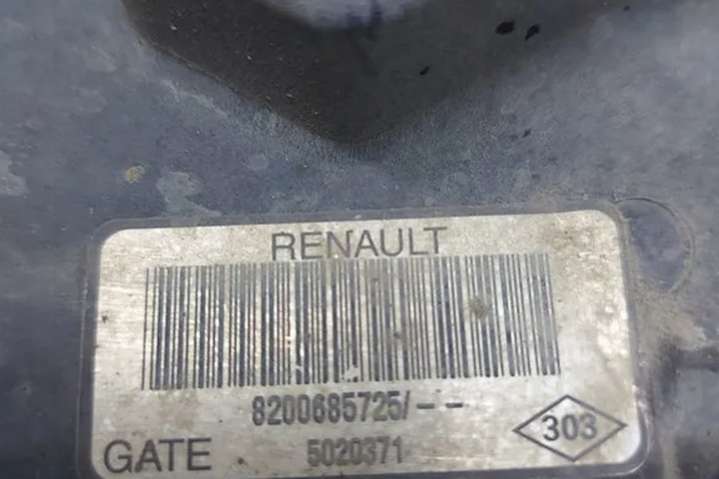 RENAULT
8200685725/--
303
GATE 5020371